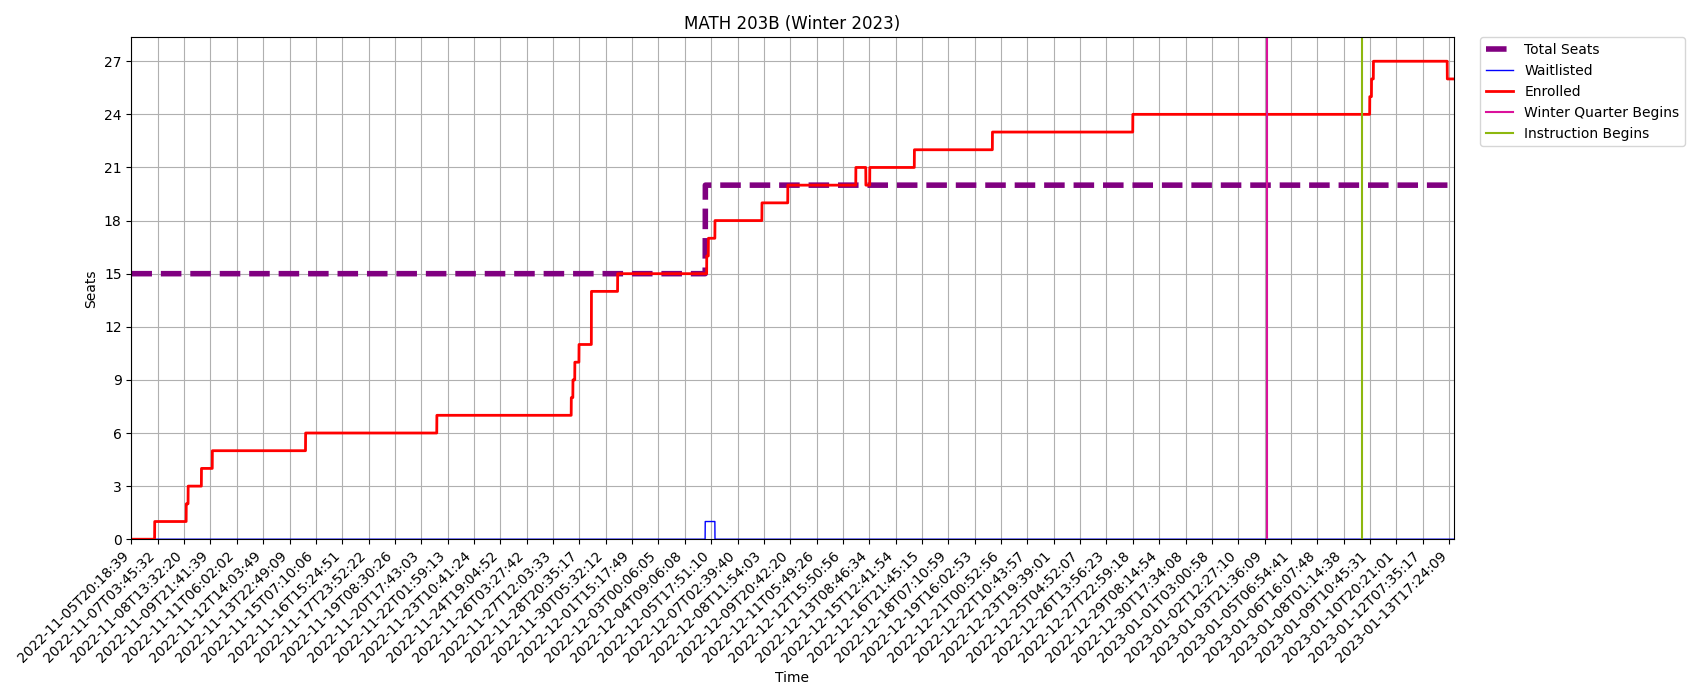 MATH 203B (Winter 2023)
Total Seats
Waitlisted
Enrolled
Winter Quarter Begins
Instruction Begins
Seats
27
24
21
18
15
12
9
6
3
0
2022-11-05T20:18:39
2022-11-07T03:45:32
2022-11-08T13:32:20
2022-11-09T21:41:39
2022-11-11T06:02:02
2022-11-12T14:03:49
2022-11-13T22:49:09
2022-11-15T07:10:06
2022-11-16T15:24:51
2022-11-17T23:52:22
2022-11-19T08:30:26
2022-11-20T17:43:03
2022-11-22T01:59:13
2022-11-23T10:41:24
2022-11-24T19:04:52
2022-11-26T03:27:42
2022-11-27T12:03:33
2022-11-28T20:35:17
2022-11-30T05:32:12
2022-12-01T15:17:49
2022-12-03T00:06:05
2022-12-04T09:06:08
2022-12-05T17:51:10
2022-12-07T02:39:40
2022-12-08T11:54:03
2022-12-09T20:42:20
2022-12-11T05:49:26
2022-12-12T15:50:56
2022-12-13T08:46:34
2022-12-15T12:41:54
2022-12-16T21:45:15
2022-12-18T07:10:59
2022-12-19T16:02:53
2022-12-21T00:52:56
2022-12-22T10:43:57
2022-12-23T19:39:01
2022-12-25T04:52:07
2022-12-26T13:56:23
2022-12-27T22:59:18
2022-12-29T08:14:54
2022-12-30T17:34:08
2023-01-01T03:00:58
2023-01-02T12:27:10
2023-01-03T21:36:09
2023-01-05T06:54:41
2023-01-06T16:07:48
2023-01-08T01:14:38
2023-01-09T10:45:31
2023-01-10T20:21:01
2023-01-12T07:35:17
2023-01-13T17:24:09
Time